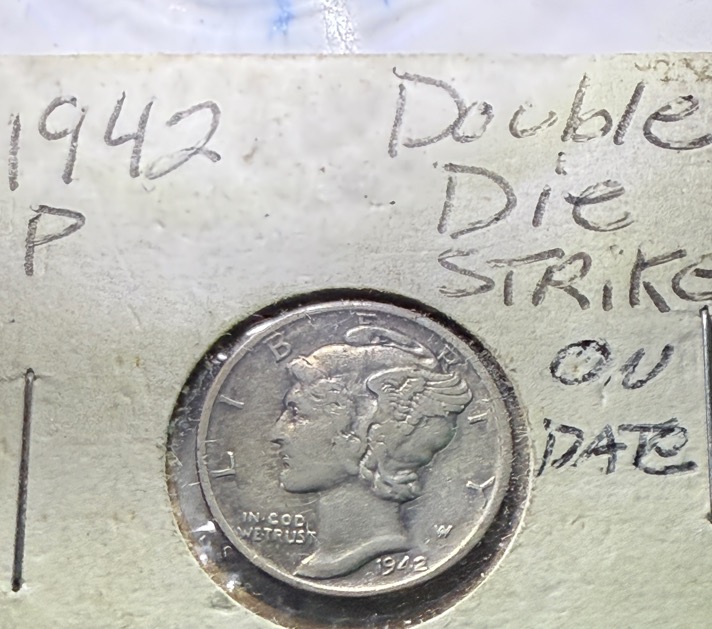 1942
P
Double
Die
STRIKE
ON
DATE
LIBERTY
IN·GOD
WE·TRUST
W
1942